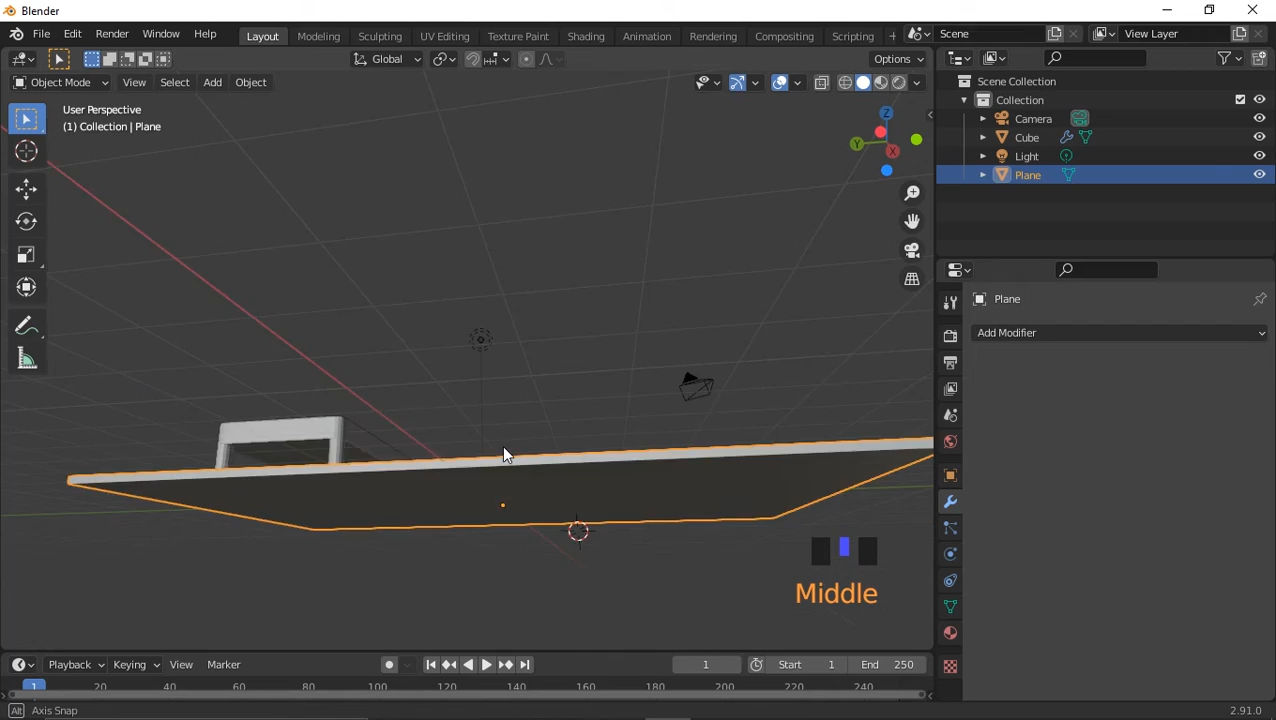 Blender
File Edit Render Window Help Layout Modeling Sculpting UV Editing Texture Paint Shading Animation Rendering Compositing Scripting + Scene View Layer
Global Options
Object Mode View Select Add Object
User Perspective
(1) Collection | Plane
Z
Y
X
Scene Collection
Collection
Camera
Cube
Light
Plane
Plane
Add Modifier
Middle
Playback Keying View Marker 1 Start 1 End 250
1 20 40 60 80 100 120 140 160 180 200 220 240
Alt Axis Snap 2.91.0